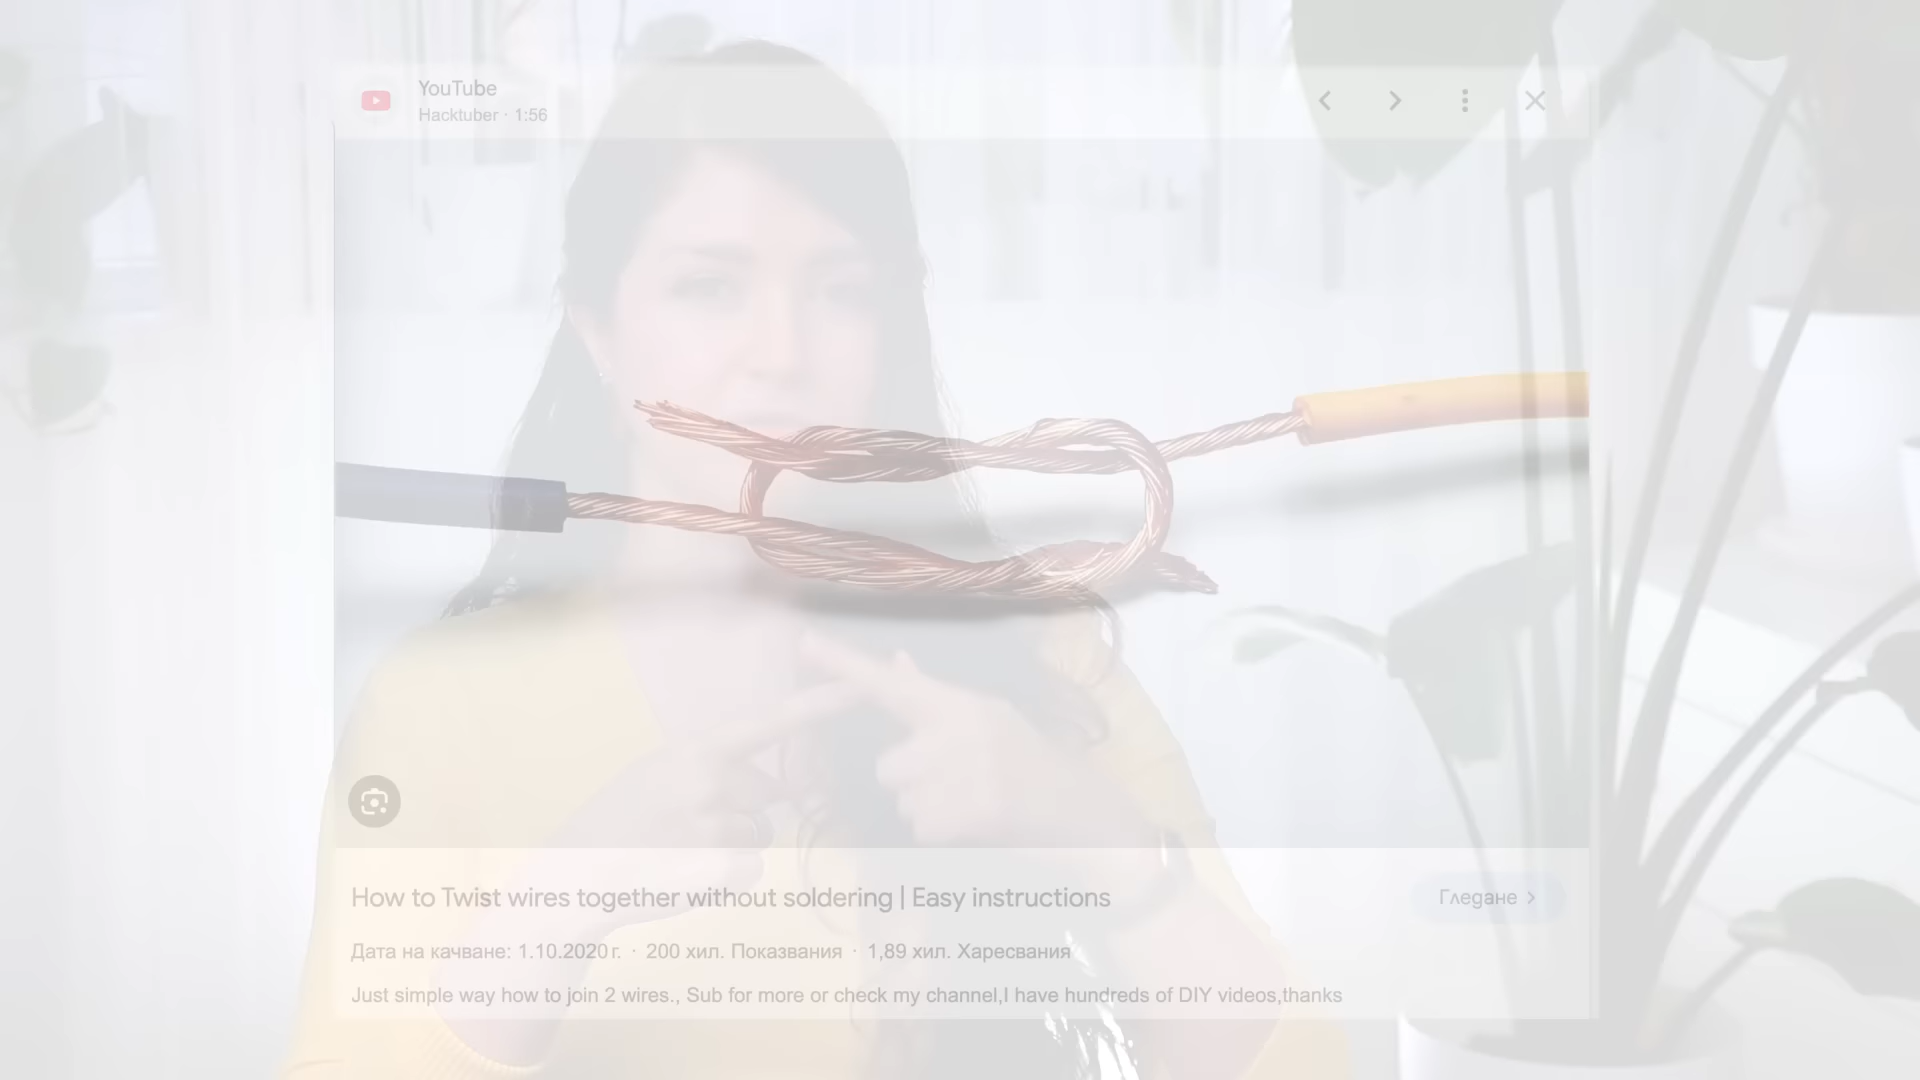 YouTube
Hacktuber · 1:56
How to Twist wires together without soldering | Easy instructions
Гледане
Дата на качване: 1.10.2020 г. · 200 хил. Показвания · 1,89 хил. Харесвания
Just simple way how to join 2 wires., Sub for more or check my channel,I have hundreds of DIY videos,thanks